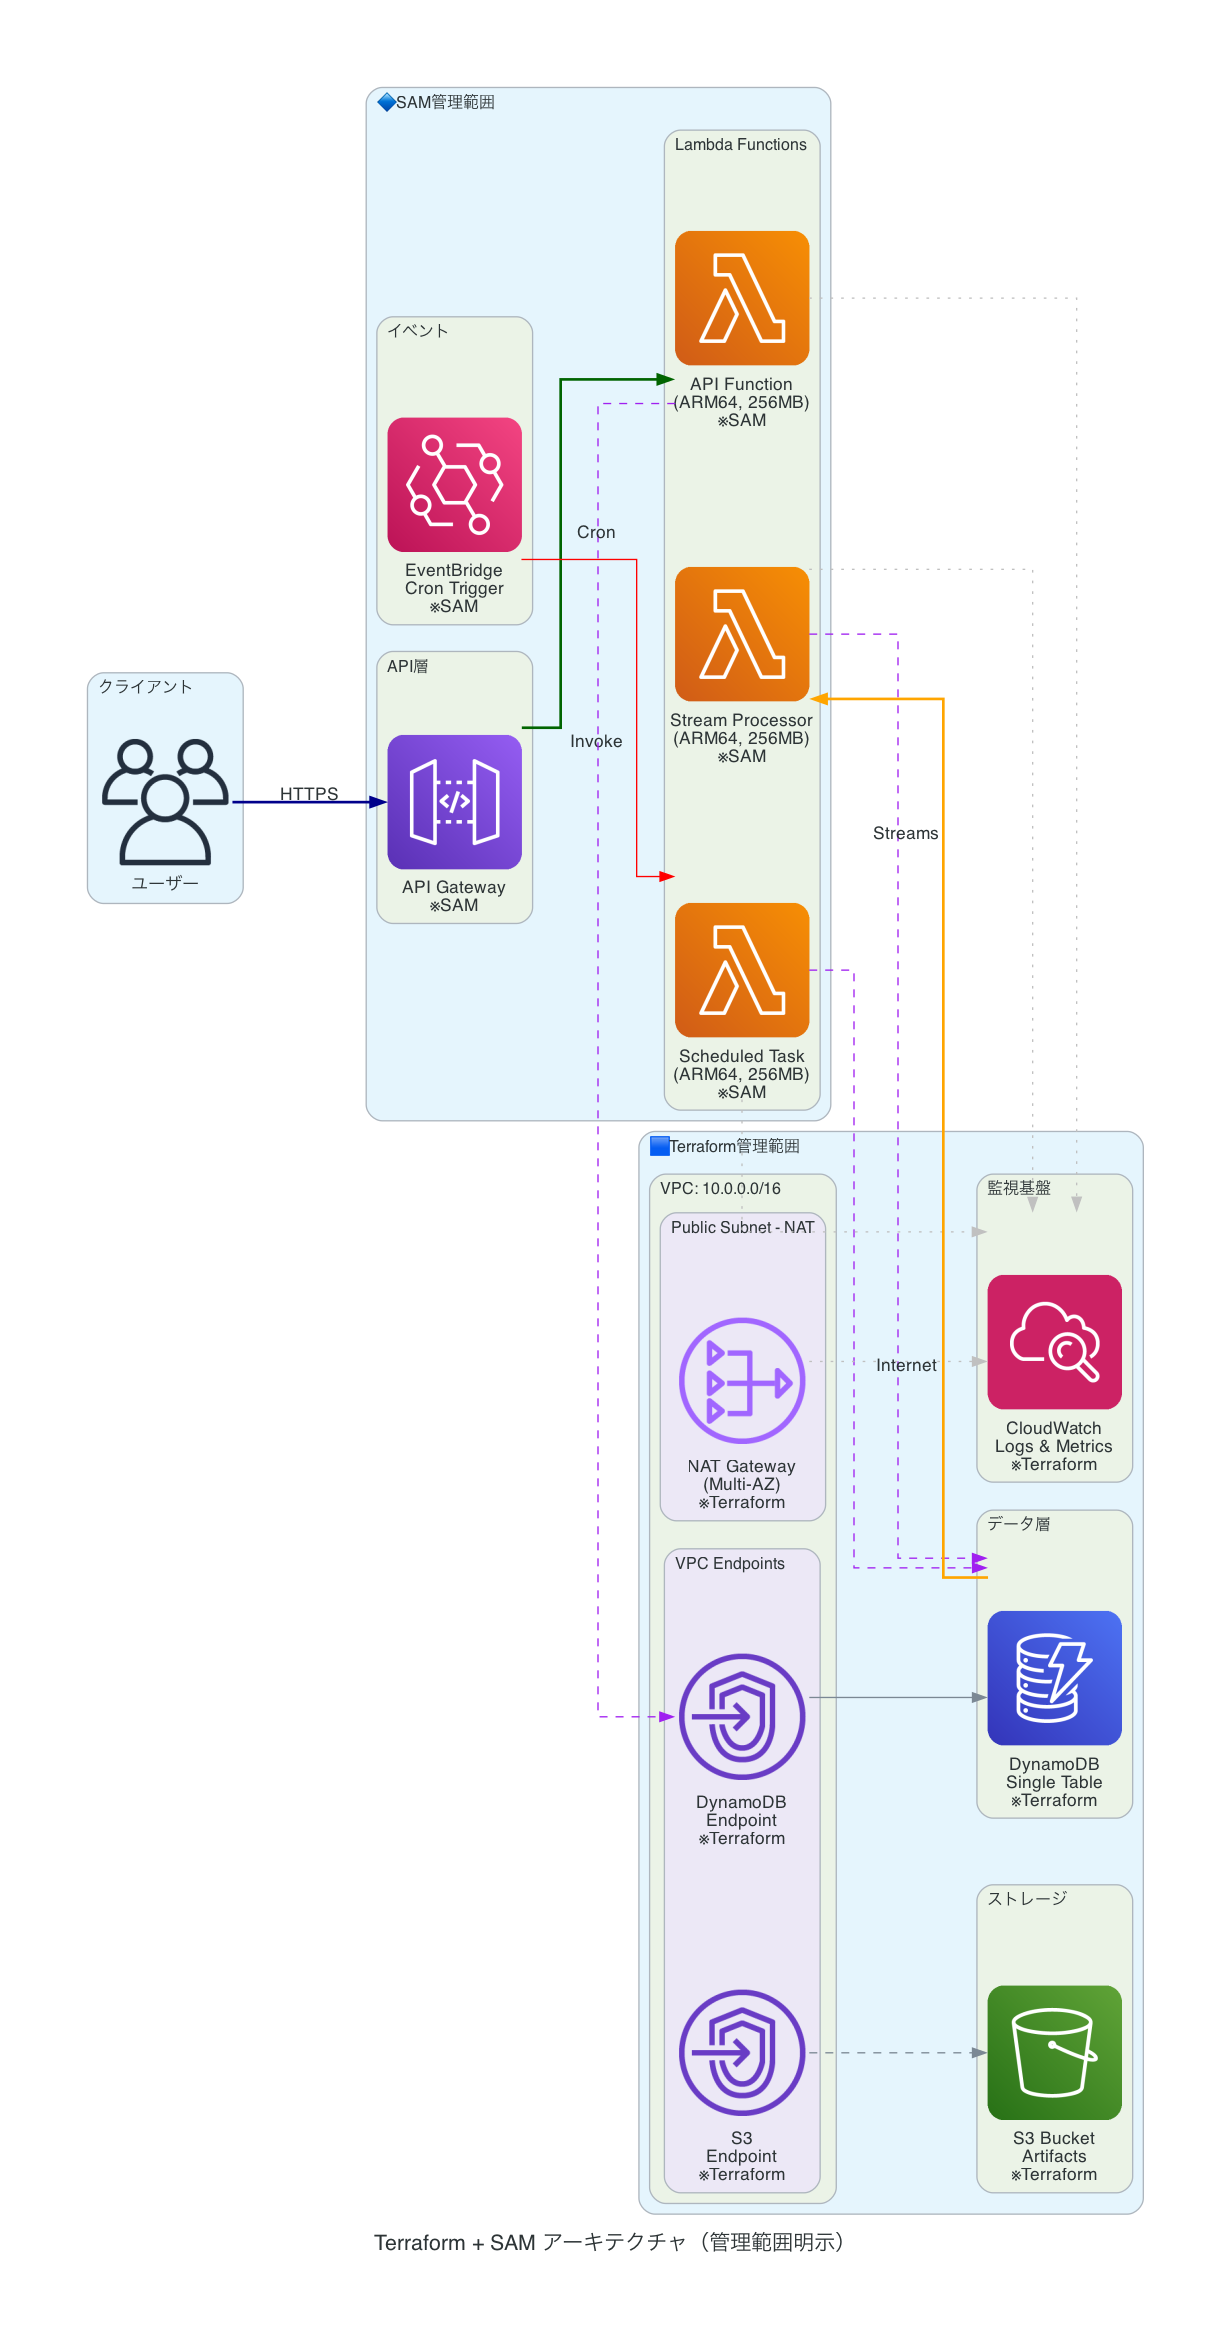 🔷SAM管理範囲
Lambda Functions
API Function
(ARM64, 256MB)
※SAM
イベント
EventBridge
Cron Trigger
※SAM
Cron
Stream Processor
(ARM64, 256MB)
※SAM
API層
API Gateway
※SAM
Invoke
クライアント
ユーザー
HTTPS
Streams
Scheduled Task
(ARM64, 256MB)
※SAM
🟦Terraform管理範囲
VPC: 10.0.0.0/16
Public Subnet - NAT
NAT Gateway
(Multi-AZ)
※Terraform
Internet
監視基盤
CloudWatch
Logs & Metrics
※Terraform
VPC Endpoints
DynamoDB
Endpoint
※Terraform
データ層
DynamoDB
Single Table
※Terraform
S3
Endpoint
※Terraform
ストレージ
S3 Bucket
Artifacts
※Terraform
Terraform + SAM アーキテクチャ（管理範囲明示）